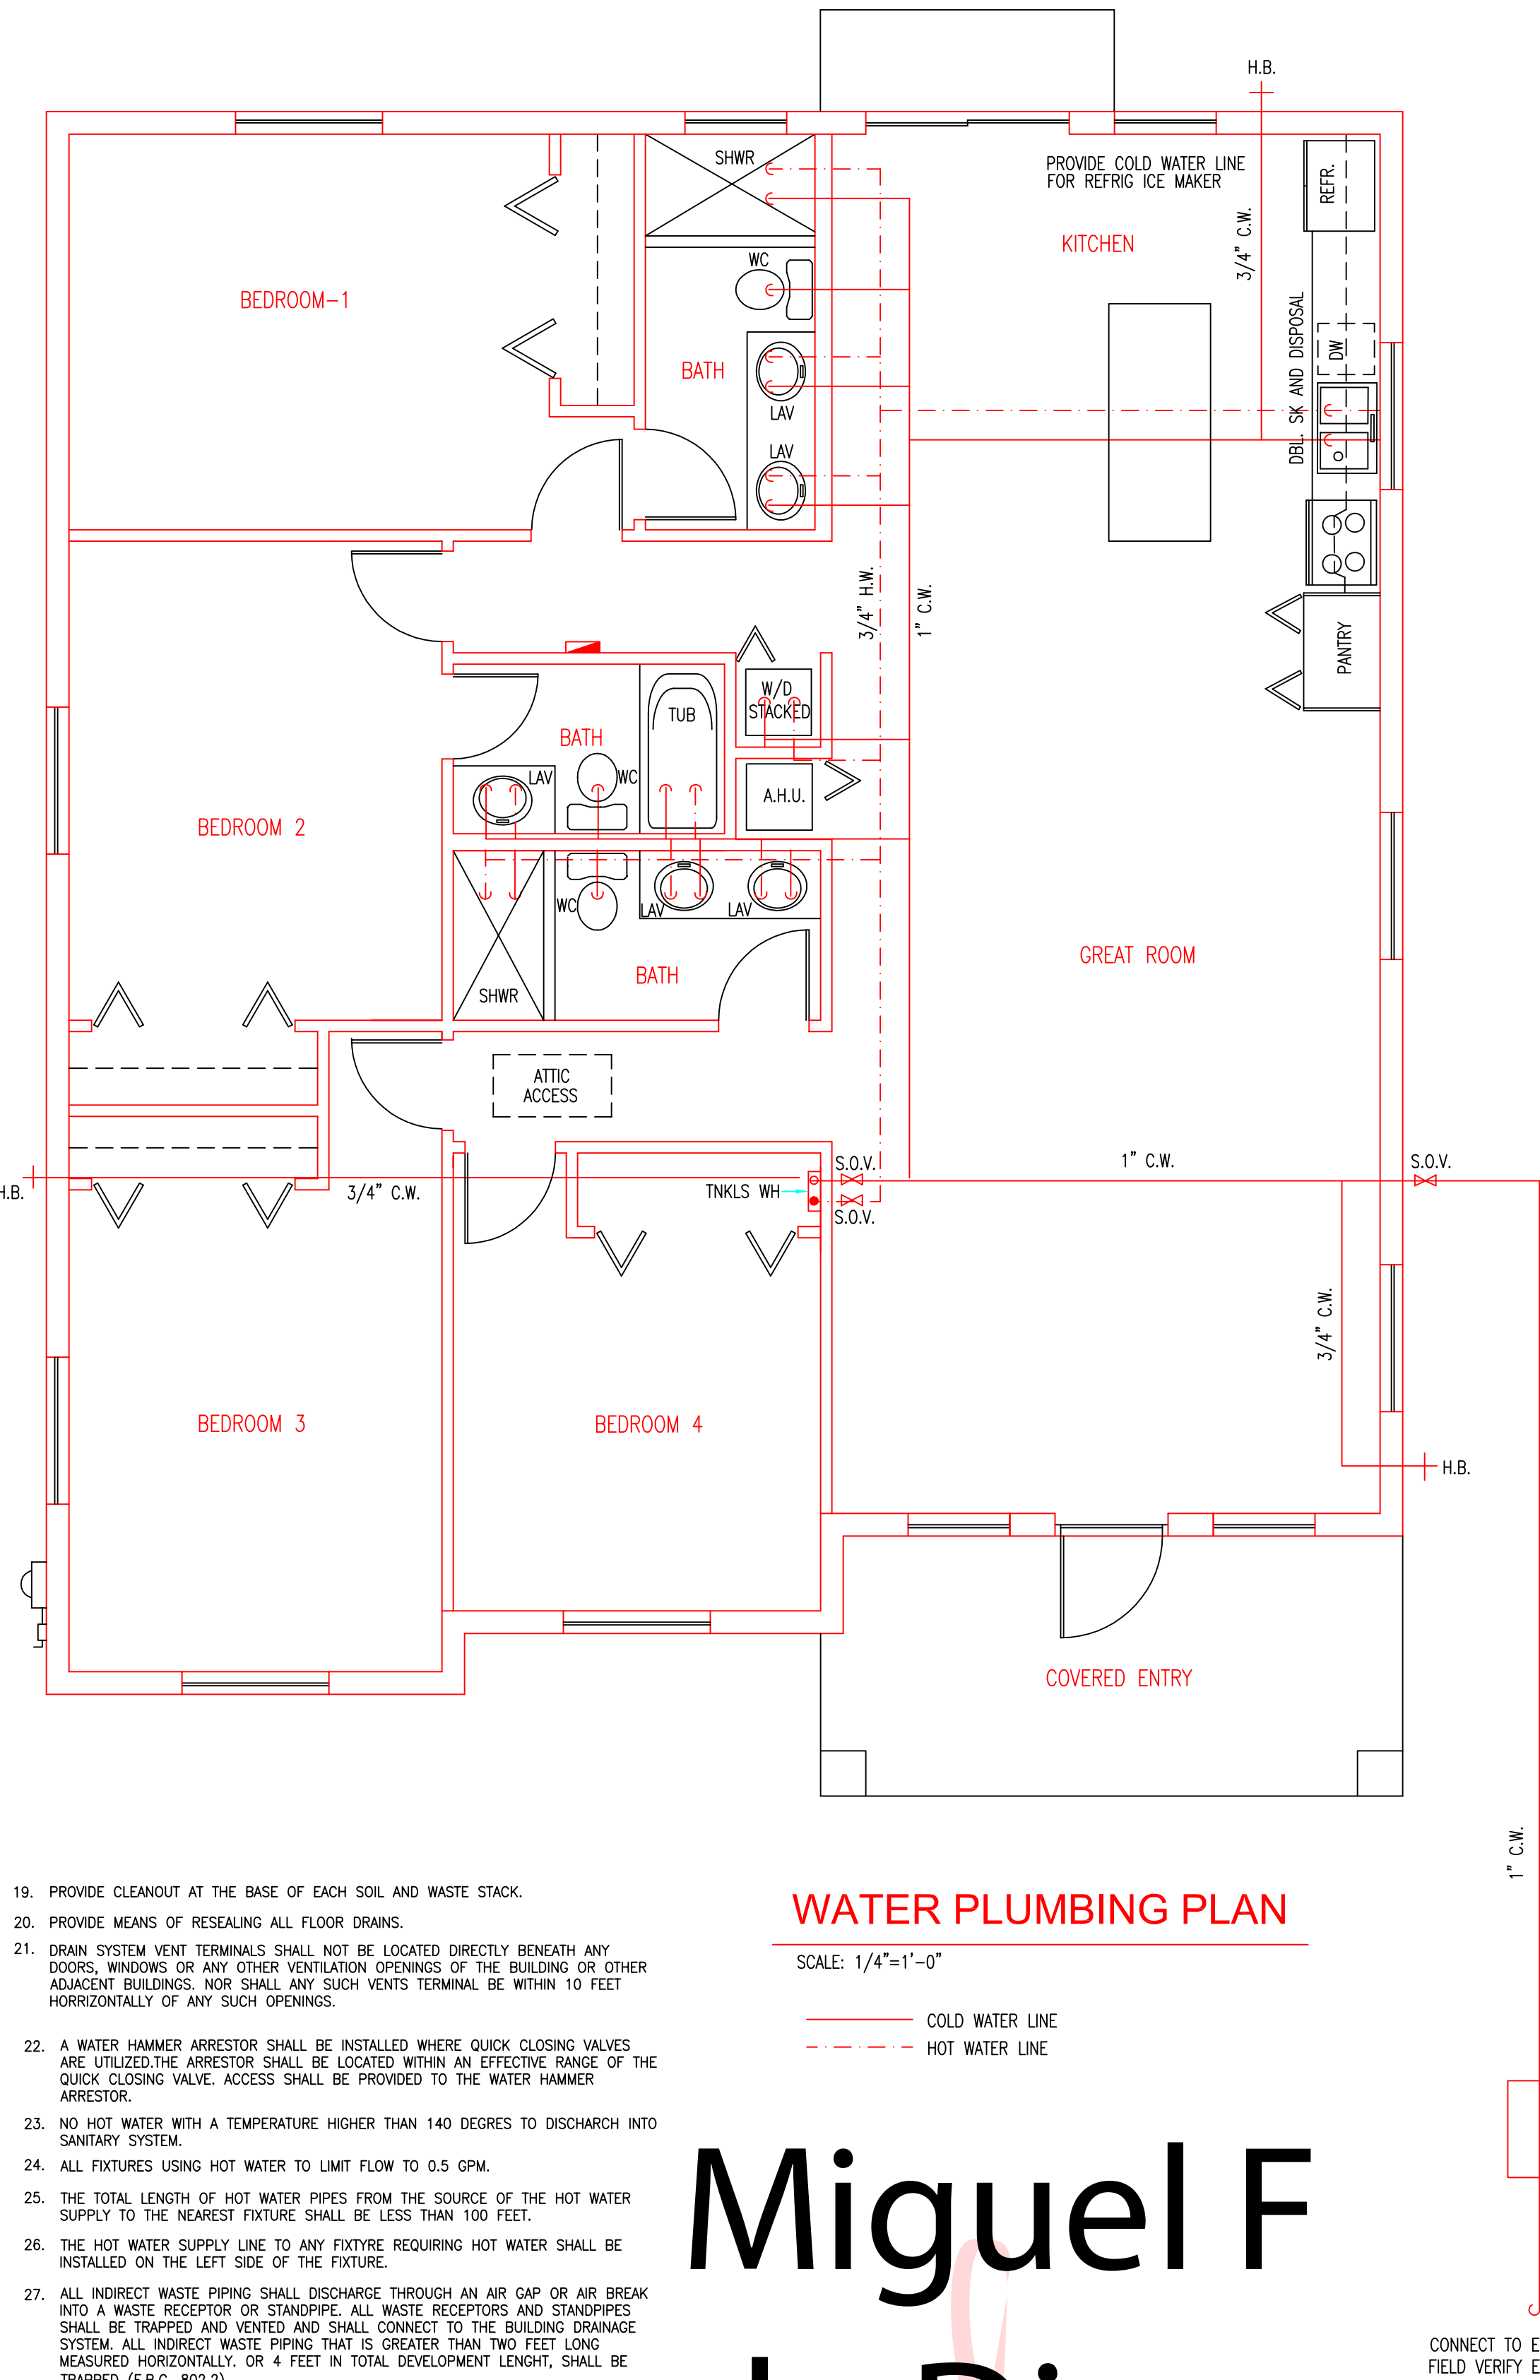 H.B.
SHWR
PROVIDE COLD WATER LINE
FOR REFRIG ICE MAKER
REFR.
3/4" C.W.
KITCHEN
WC
BEDROOM-1
BATH
DBL. SK AND DISPOSAL
DW
LAV
LAV
3/4" H.W.
1" C.W.
PANTRY
W/D
STACKED
TUB
BATH
LAV
WC
A.H.U.
BEDROOM 2
WC
LAV
LAV
GREAT ROOM
BATH
SHWR
ATTIC
ACCESS
S.O.V.
1" C.W.
S.O.V.
H.B.
3/4" C.W.
TNKLS WH
S.O.V.
3/4" C.W.
BEDROOM 3
BEDROOM 4
H.B.
COVERED ENTRY
1" C.W.
19. PROVIDE CLEANOUT AT THE BASE OF EACH SOIL AND WASTE STACK.
20. PROVIDE MEANS OF RESEALING ALL FLOOR DRAINS.
21. DRAIN SYSTEM VENT TERMINALS SHALL NOT BE LOCATED DIRECTLY BENEATH ANY
DOORS, WINDOWS OR ANY OTHER VENTILATION OPENINGS OF THE BUILDING OR OTHER
ADJACENT BUILDINGS. NOR SHALL ANY SUCH VENTS TERMINAL BE WITHIN 10 FEET
HORRIZONTALLY OF ANY SUCH OPENINGS.
22. A WATER HAMMER ARRESTOR SHALL BE INSTALLED WHERE QUICK CLOSING VALVES
ARE UTILIZED.THE ARRESTOR SHALL BE LOCATED WITHIN AN EFFECTIVE RANGE OF THE
QUICK CLOSING VALVE. ACCESS SHALL BE PROVIDED TO THE WATER HAMMER
ARRESTOR.
23. NO HOT WATER WITH A TEMPERATURE HIGHER THAN 140 DEGRES TO DISCHARCH INTO
SANITARY SYSTEM.
24. ALL FIXTURES USING HOT WATER TO LIMIT FLOW TO 0.5 GPM.
25. THE TOTAL LENGTH OF HOT WATER PIPES FROM THE SOURCE OF THE HOT WATER
SUPPLY TO THE NEAREST FIXTURE SHALL BE LESS THAN 100 FEET.
26. THE HOT WATER SUPPLY LINE TO ANY FIXTYRE REQUIRING HOT WATER SHALL BE
INSTALLED ON THE LEFT SIDE OF THE FIXTURE.
27. ALL INDIRECT WASTE PIPING SHALL DISCHARGE THROUGH AN AIR GAP OR AIR BREAK
INTO A WASTE RECEPTOR OR STANDPIPE. ALL WASTE RECEPTORS AND STANDPIPES
SHALL BE TRAPPED AND VENTED AND SHALL CONNECT TO THE BUILDING DRAINAGE
SYSTEM. ALL INDIRECT WASTE PIPING THAT IS GREATER THAN TWO FEET LONG
MEASURED HORIZONTALLY. OR 4 FEET IN TOTAL DEVELOPMENT LENGHT, SHALL BE
TRAPPED (F.B.C. 802.2)
WATER PLUMBING PLAN
SCALE: 1/4"=1'-0"
COLD WATER LINE
HOT WATER LINE
Miguel F
CONNECT TO E
FIELD VERIFY E